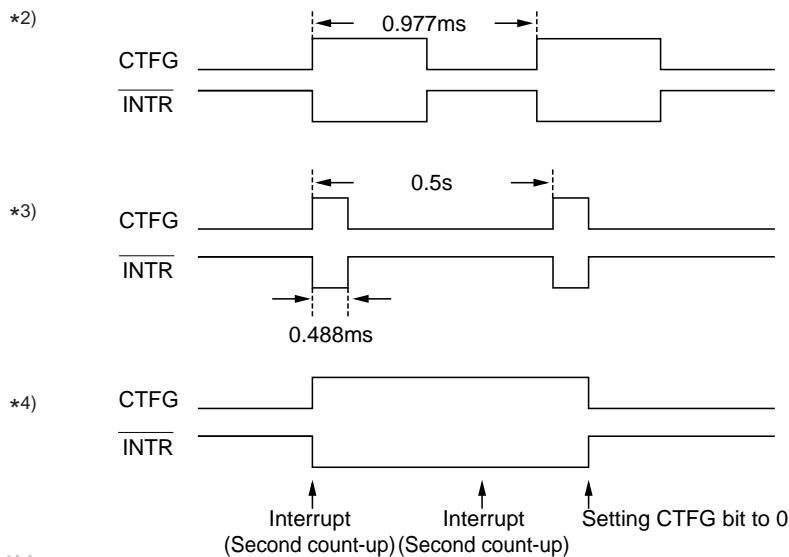 *2)
0.977ms
CTFG
INTR
*3)
0.5s
CTFG
INTR
0.488ms
*4)
CTFG
INTR
Interrupt Interrupt Setting CTFG bit to 0
(Second count-up) (Second count-up)